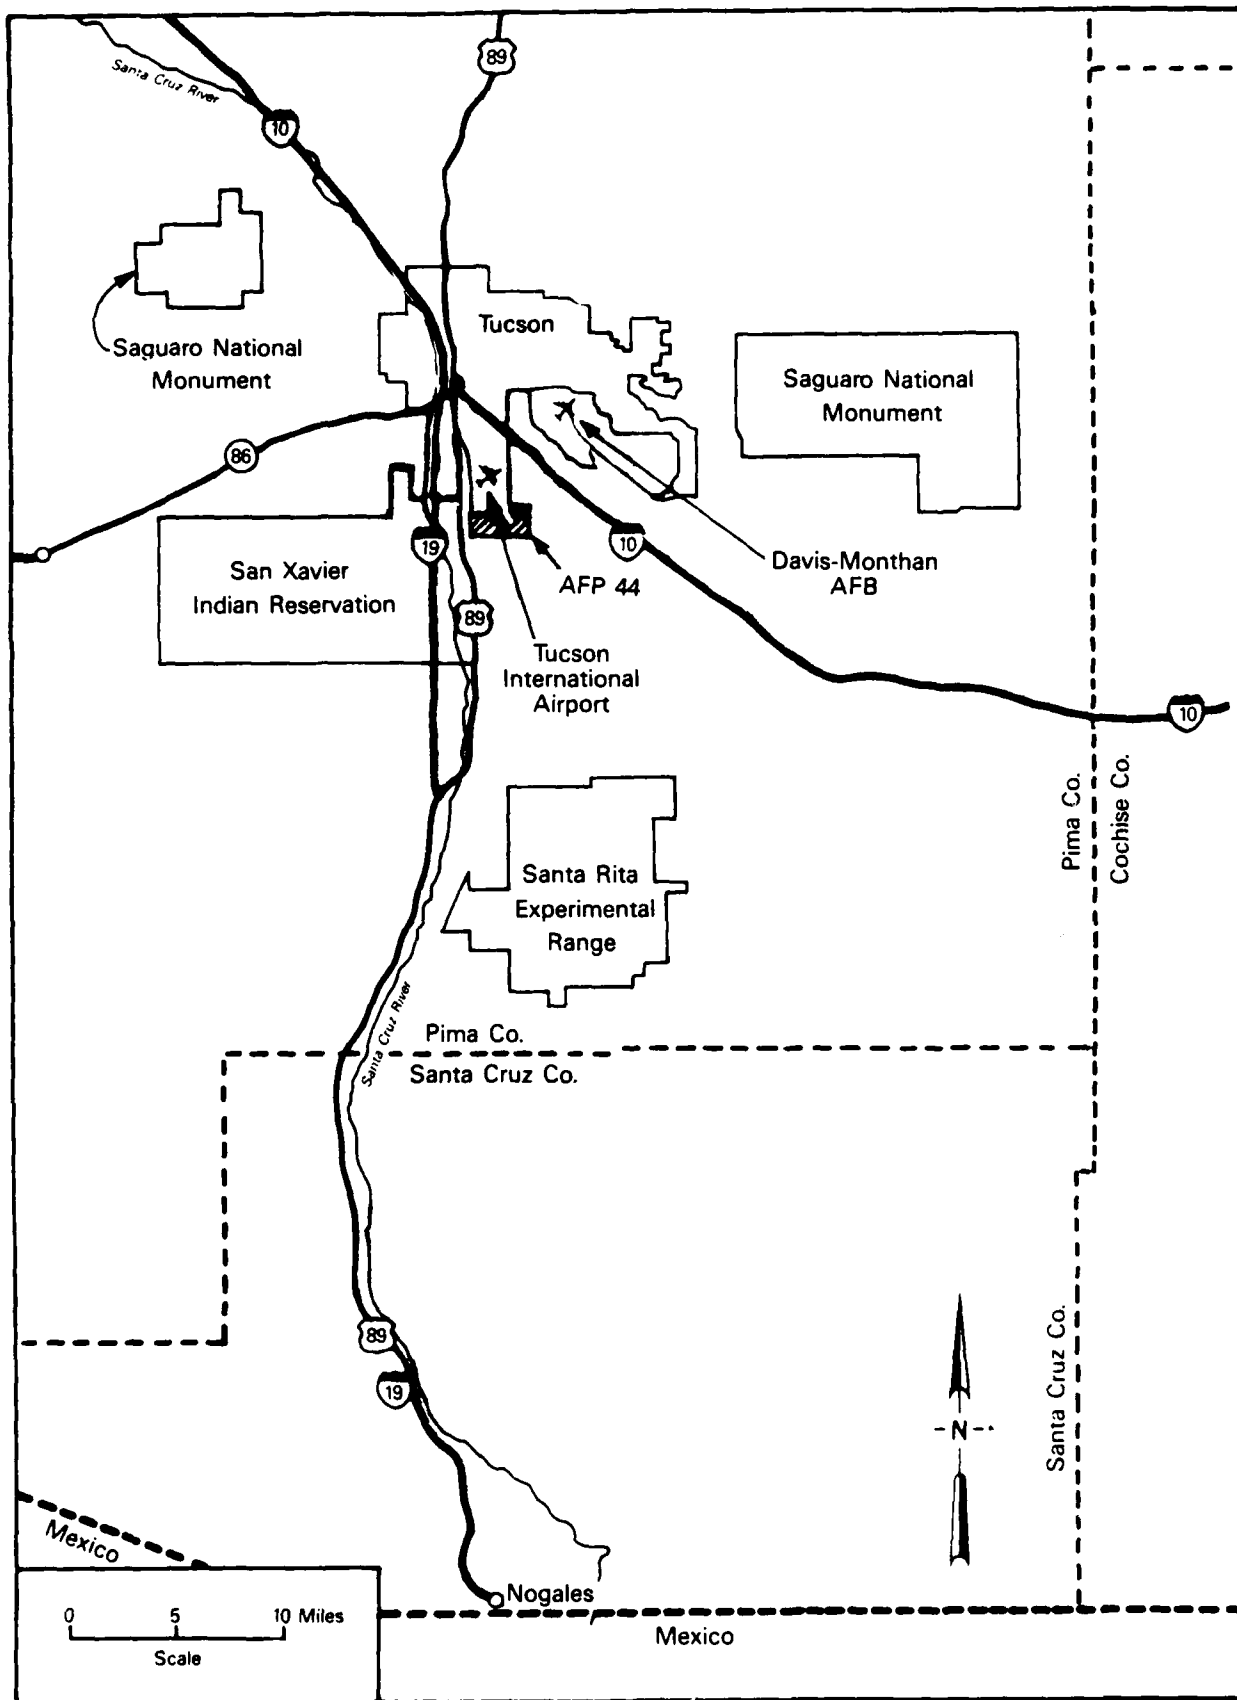 89
Santa Cruz River
10
Tucson
Saguaro National
Monument
Saguaro National
Monument
86
19
10
San Xavier
Indian Reservation
AFP 44
Davis-Monthan
AFB
89
Tucson
International
Airport
10
Pima Co.
Cochise Co.
Santa Rita
Experimental
Range
Santa Cruz River
Pima Co.
Santa Cruz Co.
89
19
Santa Cruz Co.
N
Mexico
Nogales
0 5 10 Miles
Scale
Mexico